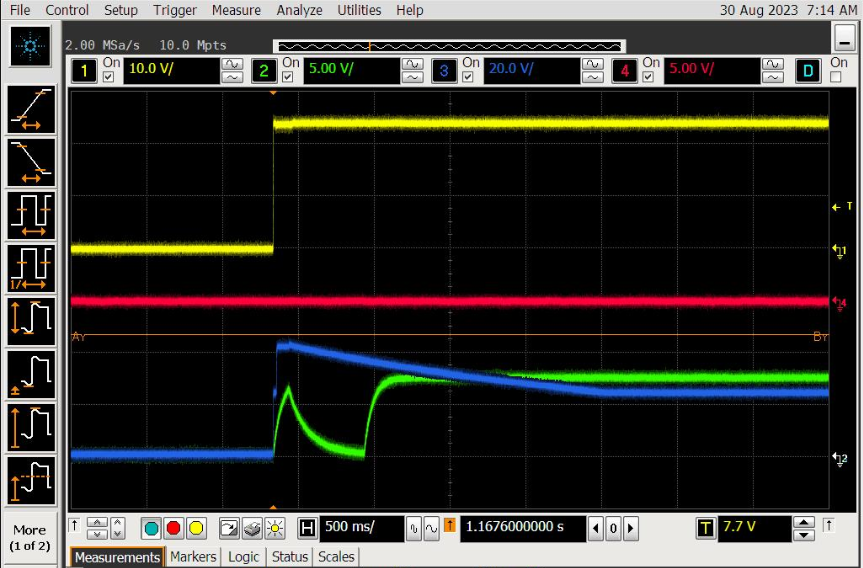 File Control Setup Trigger Measure Analyze Utilities Help 30 Aug 2023 7:14 AM
2.00 MSa/s 10.0 Mpts
1 On 10.0 V/ 2 On 5.00 V/ 3 On 20.0 V/ 4 On 5.00 V/ D On
T
1
4
Ay By
2
1/
More
(1 of 2)
H 500 ms/ 1.1676000000 s 0 T 7.7 V
Measurements Markers Logic Status Scales